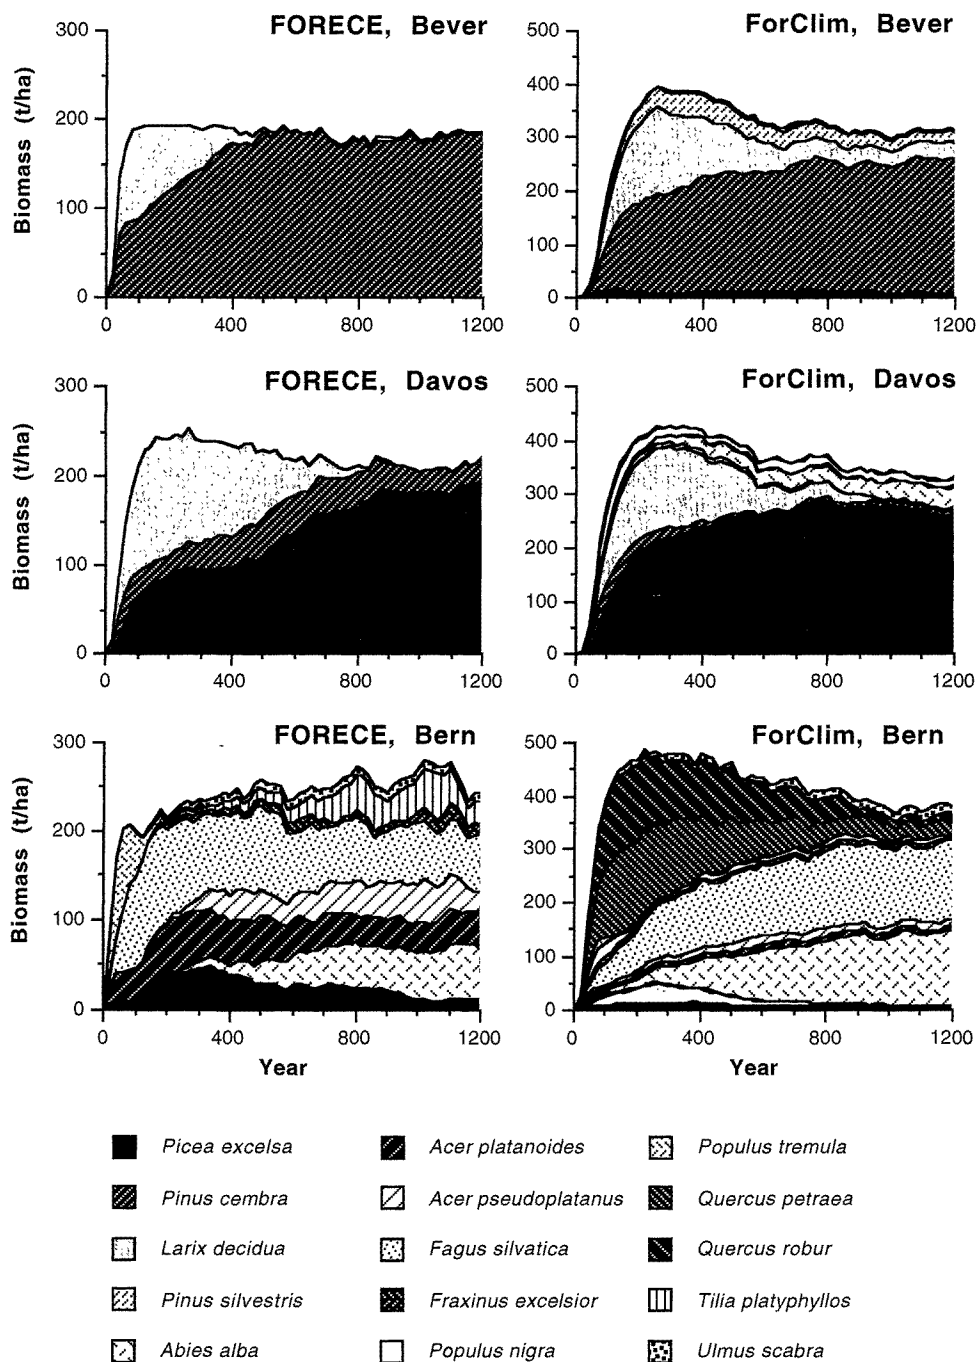 FORECE, Bever
ForClim, Bever
Biomass (t/ha)
300
200
100
0
0 400 800 1200
500
400
300
200
100
0
0 400 800 1200
FORECE, Davos
ForClim, Davos
Biomass (t/ha)
300
200
100
0
0 400 800 1200
500
400
300
200
100
0
0 400 800 1200
FORECE, Bern
ForClim, Bern
Biomass (t/ha)
300
200
100
0
0 400 800 1200
Year
500
400
300
200
100
0
0 400 800 1200
Year
Picea excelsa
Acer platanoides
Populus tremula
Pinus cembra
Acer pseudoplatanus
Quercus petraea
Larix decidua
Fagus silvatica
Quercus robur
Pinus silvestris
Fraxinus excelsior
Tilia platyphyllos
Abies alba
Populus nigra
Ulmus scabra